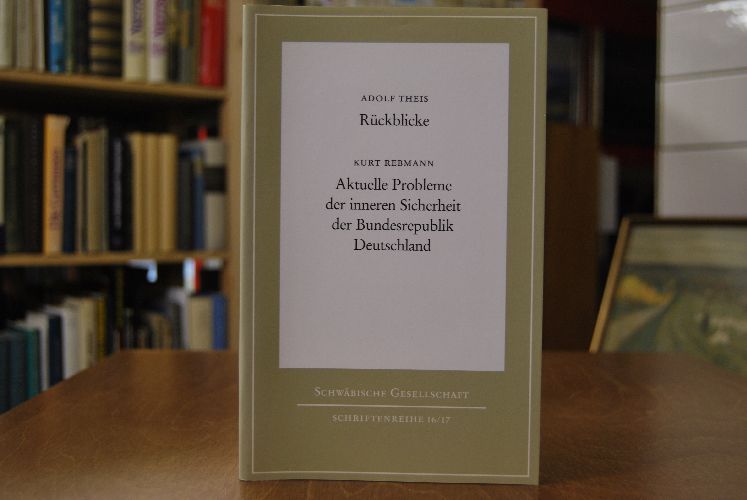 ADOLF THEIS
Rückblicke
KURT REBMANN
Aktuelle Probleme
der inneren Sicherheit
der Bundesrepublik
Deutschland
SCHWÄBISCHE GESELLSCHAFT
SCHRIFTENREIHE 16/17